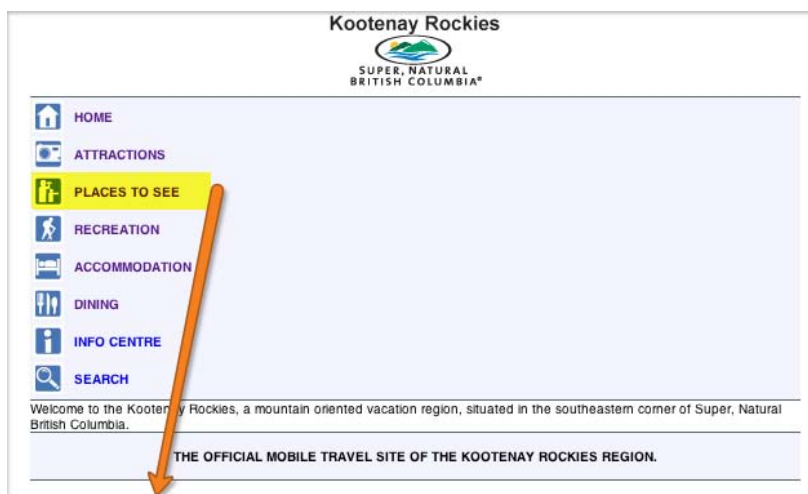 Kootenay Rockies
SUPER, NATURAL
BRITISH COLUMBIA®
HOME
ATTRACTIONS
PLACES TO SEE
RECREATION
ACCOMMODATION
DINING
INFO CENTRE
SEARCH
Welcome to the Kootenay Rockies, a mountain oriented vacation region, situated in the southeastern corner of Super, Natural
British Columbia.
THE OFFICIAL MOBILE TRAVEL SITE OF THE KOOTENAY ROCKIES REGION.